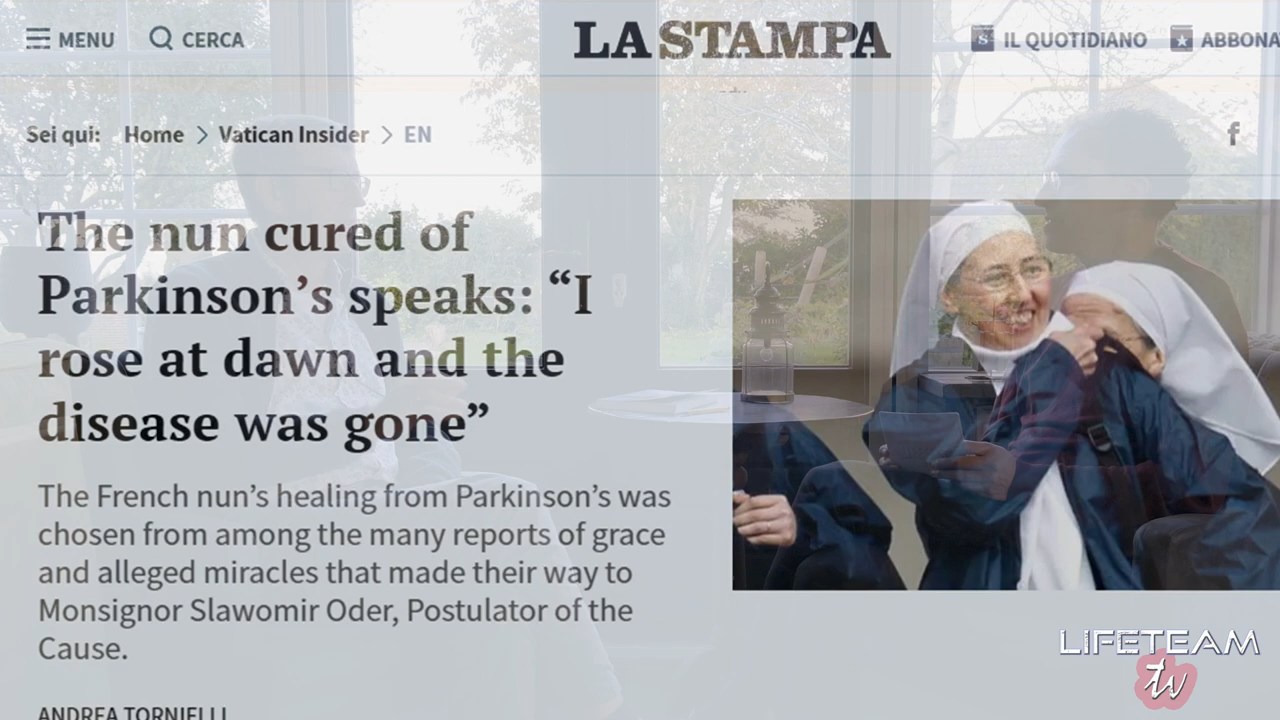 MENU
CERCA
LA STAMPA
IL QUOTIDIANO
ABBONA
Sei qui: Home > Vatican Insider > EN
f
The nun cured of
Parkinson's speaks: “I
rose at dawn and the
disease was gone”
The French nun's healing from Parkinson's was
chosen from among the many reports of grace
and alleged miracles that made their way to
Monsignor Slawomir Oder, Postulator of the
Cause.
ANDREA TORNIELLI
LIFETEAM
tv